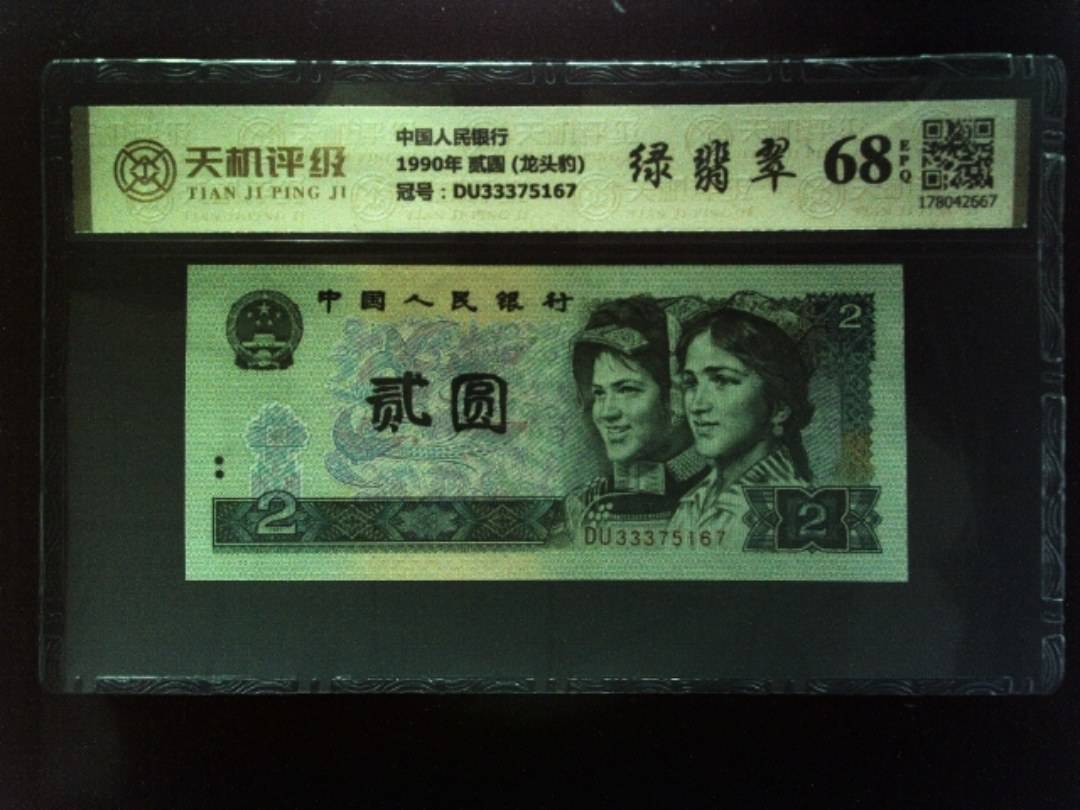 天机评级
TIAN JI PING JI
中国人民银行
1990年 贰圆 (龙头豹)
冠号：DU33375167
绿翡翠
68
EPQ
178042667
中国人民银行
2
贰圆
2
DU33375167
2